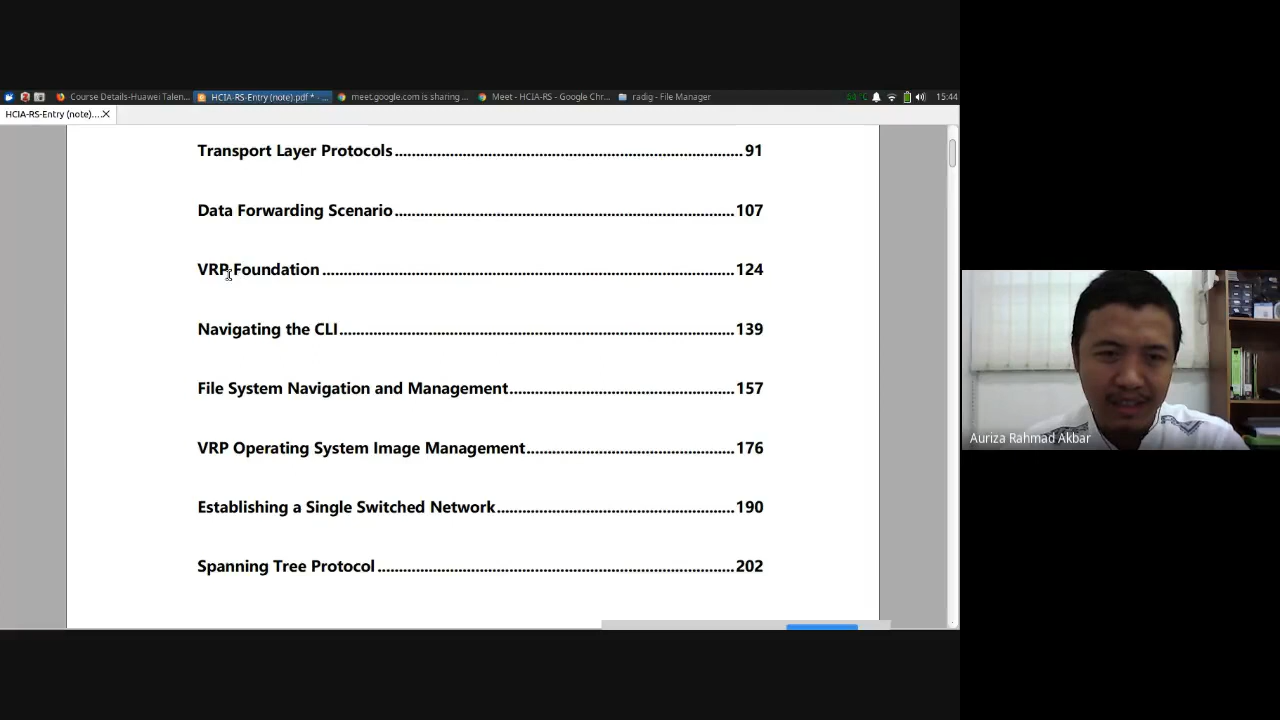 Course Details-Huawei Talen...
HCIA-RS-Entry (note).pdf * - ...
meet.google.com is sharing ...
Meet - HCIA-RS - Google Chr...
radig - File Manager
64°C
15:44
HCIA-RS-Entry (note)....
Transport Layer Protocols 91
Data Forwarding Scenario 107
VRP Foundation 124
Navigating the CLI 139
File System Navigation and Management 157
VRP Operating System Image Management 176
Establishing a Single Switched Network 190
Spanning Tree Protocol 202
Auriza Rahmad Akbar